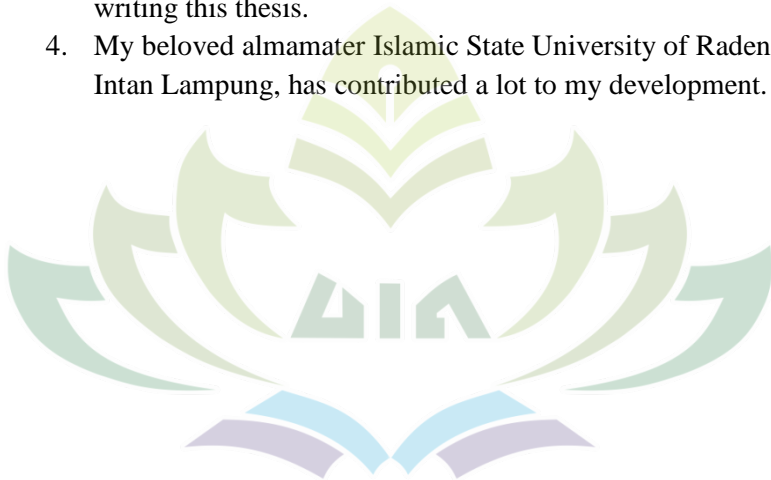 writing this thesis.
4. My beloved almamater Islamic State University of Raden
Intan Lampung, has contributed a lot to my development.
UIN